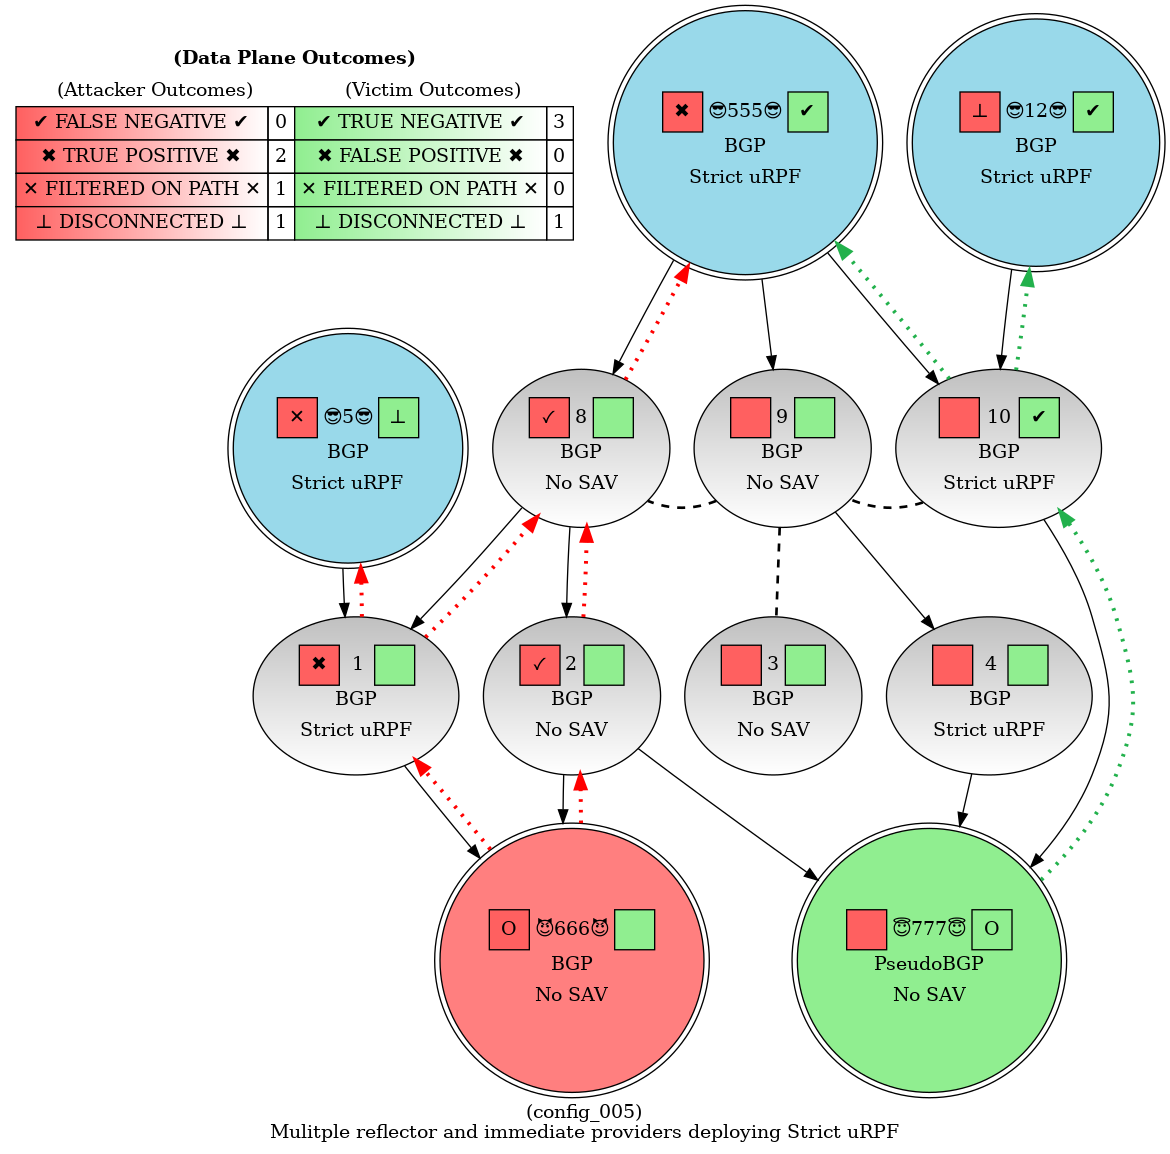 (Data Plane Outcomes)
(Attacker Outcomes) (Victim Outcomes)
✔ FALSE NEGATIVE ✔ 0 ✔ TRUE NEGATIVE ✔ 3
✖ TRUE POSITIVE ✖ 2 ✖ FALSE POSITIVE ✖ 0
✕ FILTERED ON PATH ✕ 1 ✕ FILTERED ON PATH ✕ 0
⊥ DISCONNECTED ⊥ 1 ⊥ DISCONNECTED ⊥ 1
✖ 😎555😎 ✔
BGP
Strict uRPF
⊥ 😎12😎 ✔
BGP
Strict uRPF
✕ 😎5😎 ⊥
BGP
Strict uRPF
✓ 8
BGP
No SAV
9
BGP
No SAV
10 ✔
BGP
Strict uRPF
✖ 1
BGP
Strict uRPF
✓ 2
BGP
No SAV
3
BGP
No SAV
4
BGP
Strict uRPF
O 😈666😈
BGP
No SAV
😇777😇 O
PseudoBGP
No SAV
(config_005)
Mulitple reflector and immediate providers deploying Strict uRPF